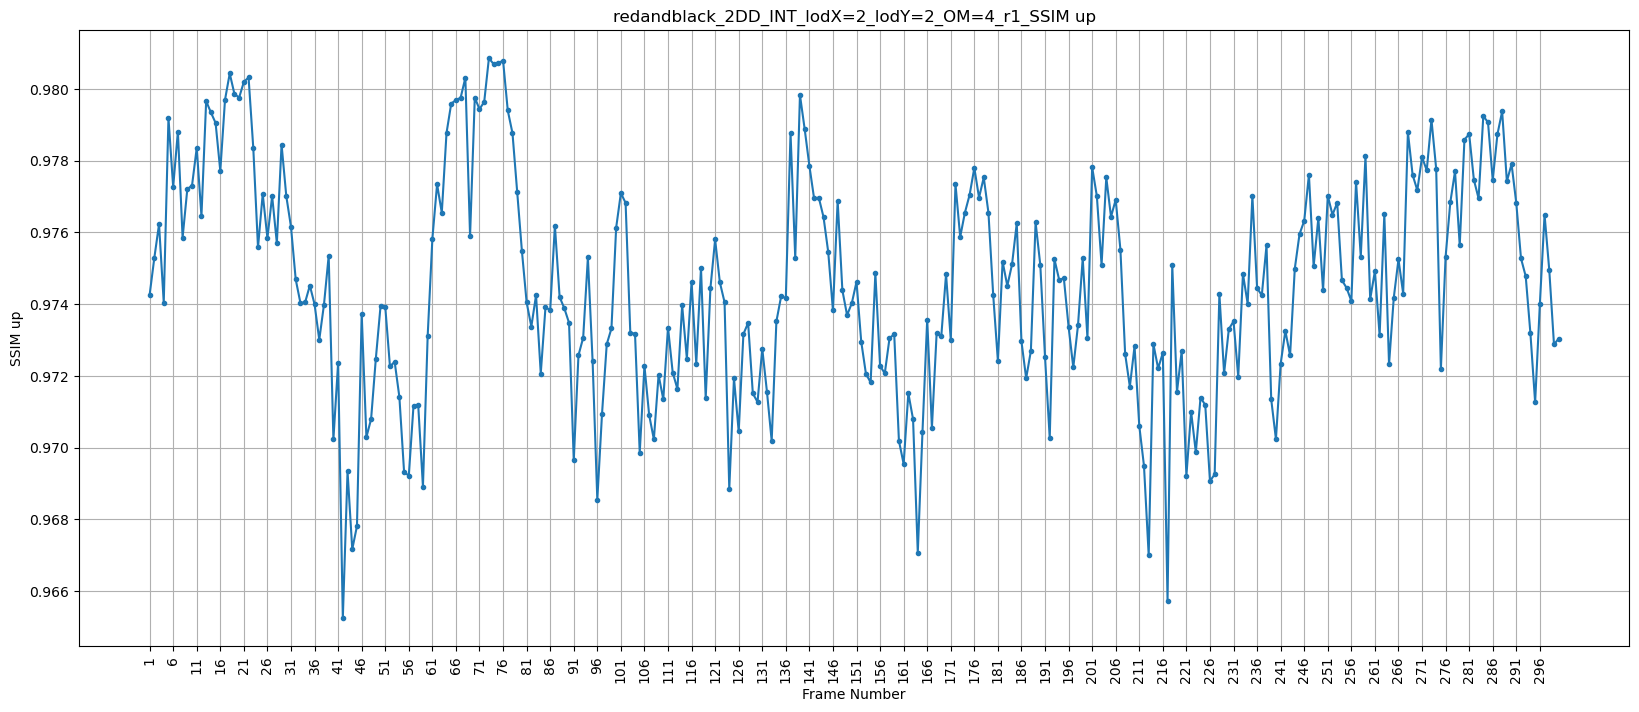 redandblack_2DD_INT_lodX=2_lodY=2_OM=4_r1_SSIM up
SSIM up
0.980
0.978
0.976
0.974
0.972
0.970
0.968
0.966
1 6 11 16 21 26 31 36 41 46 51 56 61 66 71 76 81 86 91 96 101 106 111 116 121 126 131 136 141 146 151 156 161 166 171 176 181 186 191 196 201 206 211 216 221 226 231 236 241 246 251 256 261 266 271 276 281 286 291 296
Frame Number